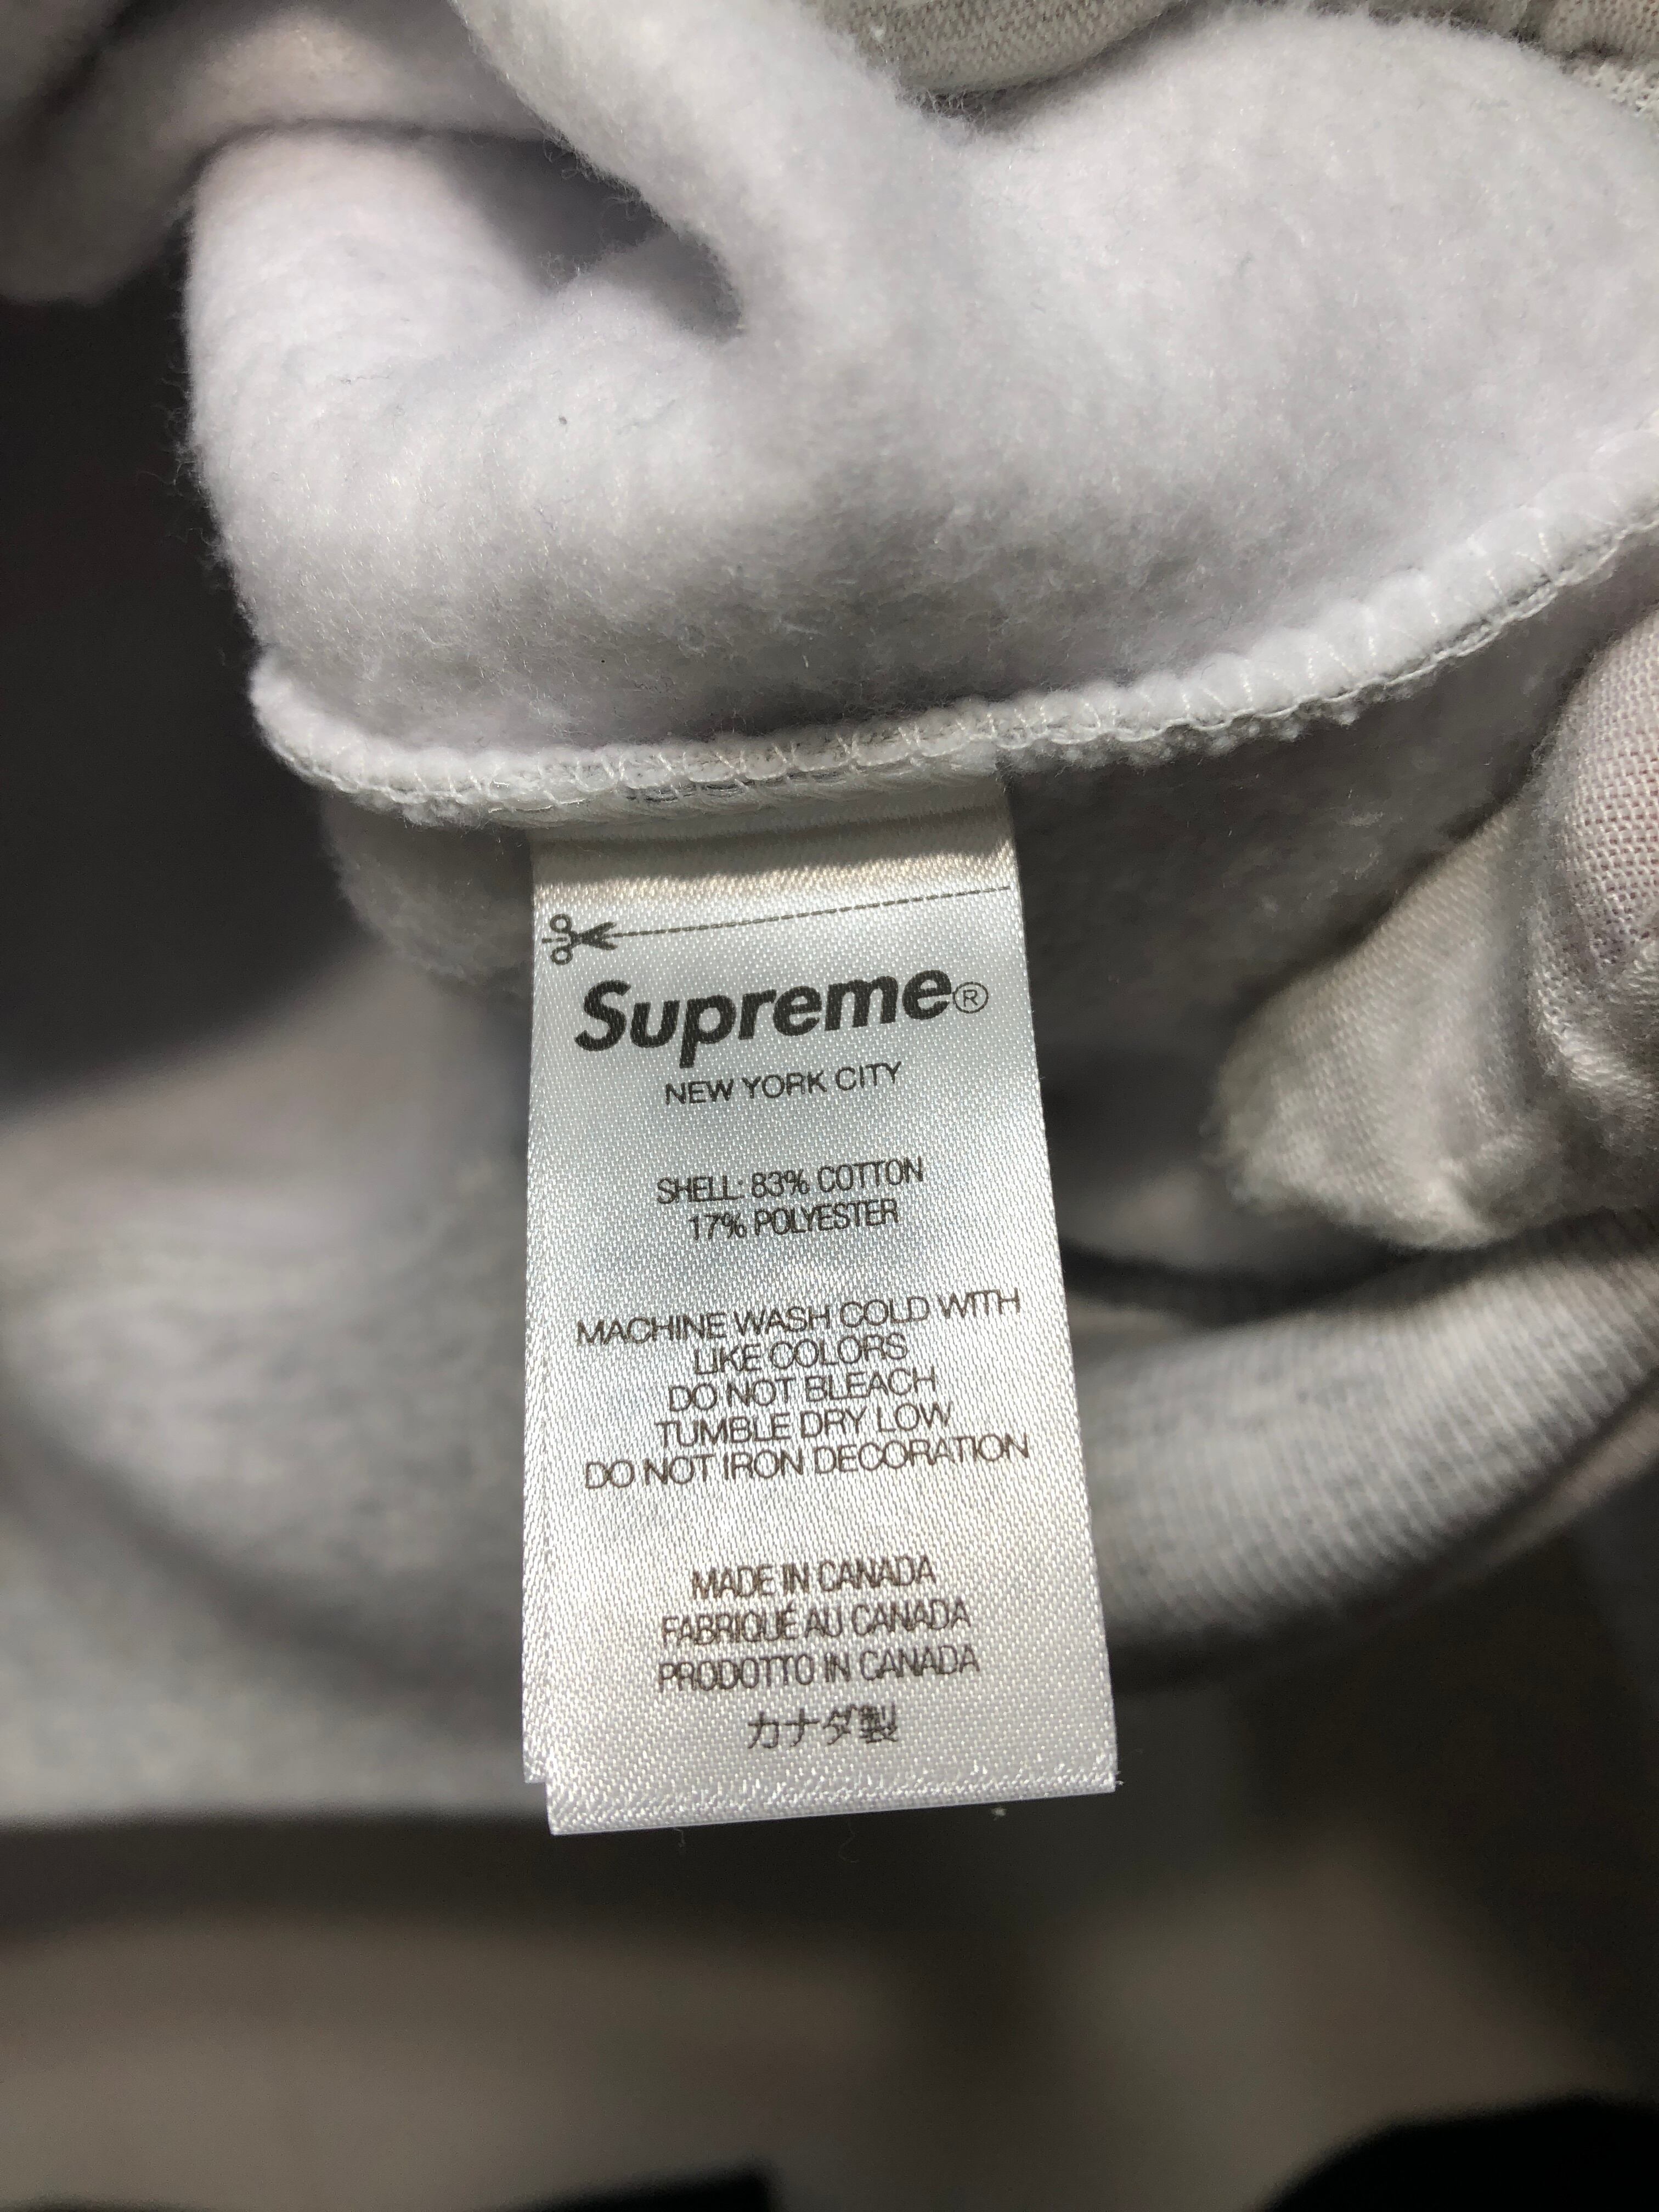 Supreme®
NEW YORK CITY
SHELL: 83% COTTON
17% POLYESTER
MACHINE WASH COLD WITH
LIKE COLORS
DO NOT BLEACH
TUMBLE DRY LOW
DO NOT IRON DECORATION
MADE IN CANADA
FABRIQUÉ AU CANADA
PRODOTTO IN CANADA
カナダ製